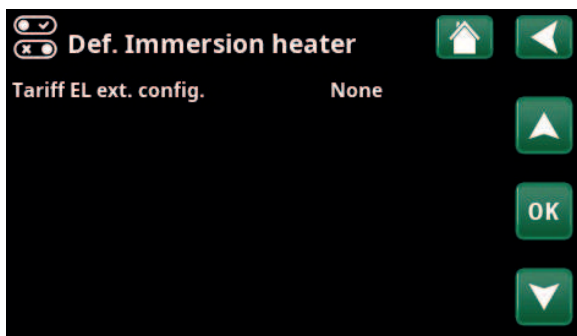 Def. Immersion heater
Tariff EL ext. config. None
OK